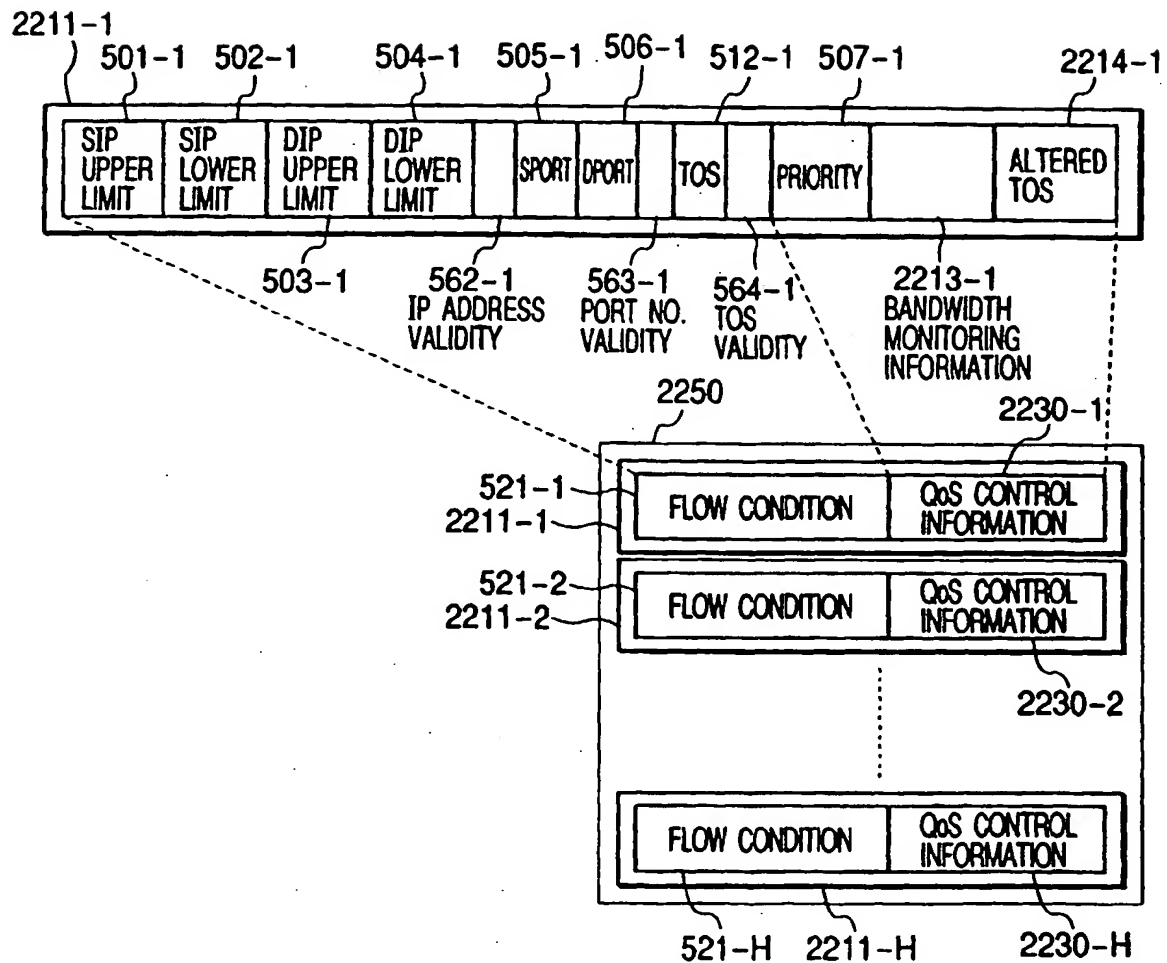 2211-1
501-1 502-1 504-1 505-1 506-1 512-1 507-1 2214-1
SIP UPPER LIMIT
SIP LOWER LIMIT
DIP UPPER LIMIT
DIP LOWER LIMIT
SPORT
DPORT
TOS
PRIORITY
ALTERED TOS
503-1
562-1
IP ADDRESS
VALIDITY
563-1
PORT NO.
VALIDITY
564-1
TOS
VALIDITY
2213-1
BANDWIDTH
MONITORING
INFORMATION
2250
2230-1
521-1
2211-1
FLOW CONDITION
QoS CONTROL
INFORMATION
521-2
2211-2
FLOW CONDITION
QoS CONTROL
INFORMATION
2230-2
FLOW CONDITION
QoS CONTROL
INFORMATION
521-H
2211-H
2230-H